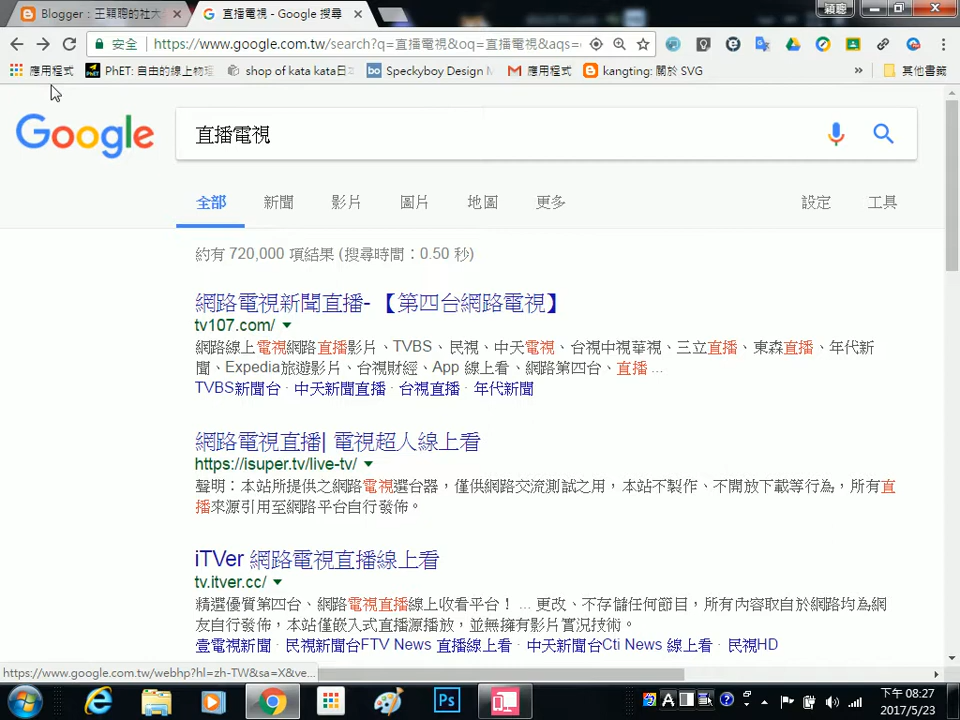 Blogger：王穎聰的社大
直播電視 - Google 搜尋
穎聰
安全
https://www.google.com.tw/search?q=直播電視&oq=直播電視&aqs=
應用程式
PhET: 自由的線上物理
shop of kata kata日
Speckyboy Design M
應用程式
kangting: 關於 SVG
»
其他書籤
Google
直播電視
全部
新聞
影片
圖片
地圖
更多
設定
工具
約有 720,000 項結果 (搜尋時間：0.50 秒)
網路電視新聞直播- 【第四台網路電視】
tv107.com/
網路線上電視網路直播影片、TVBS、民視、中天電視、台視中視華視、三立直播、東森直播、年代新
聞、Expedia旅遊影片、台視財經、App 線上看、網路第四台、直播 ...
TVBS新聞台 · 中天新聞直播 · 台視直播 · 年代新聞
網路電視直播| 電視超人線上看
https://isuper.tv/live-tv/
聲明：本站所提供之網路電視選台器，僅供網路交流測試之用，本站不製作、不開放下載等行為，所有直
播來源引用至網路平台自行發佈。
iTVer 網路電視直播線上看
tv.itver.cc/
精選優質第四台、網路電視直播線上收看平台！ ... 更改、不存儲任何節目，所有內容取自於網路均為網
友自行發佈，本站僅嵌入式直播源播放，並無擁有影片實況技術。
壹電視新聞 · 民視新聞台FTV News 直播線上看 · 中天新聞台Cti News 線上看 · 民視HD
https://www.google.com.tw/webhp?hl=zh-TW&sa=X&ve...
Ps
A
下午 08:27
2017/5/23